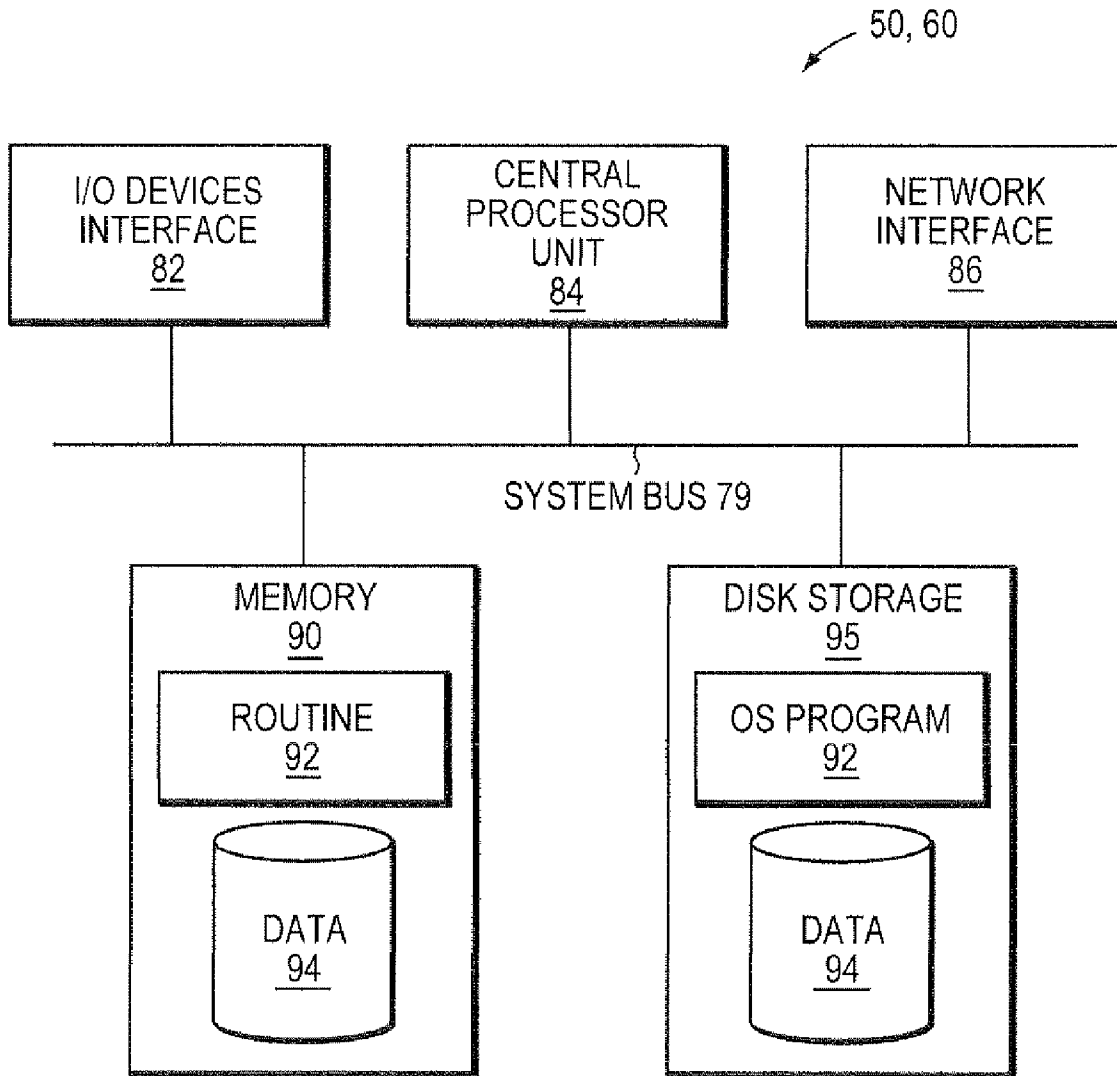 50, 60
I/O DEVICES
INTERFACE
82
CENTRAL
PROCESSOR
UNIT
84
NETWORK
INTERFACE
86
SYSTEM BUS 79
MEMORY
90
ROUTINE
92
DATA
94
DISK STORAGE
95
OS PROGRAM
92
DATA
94